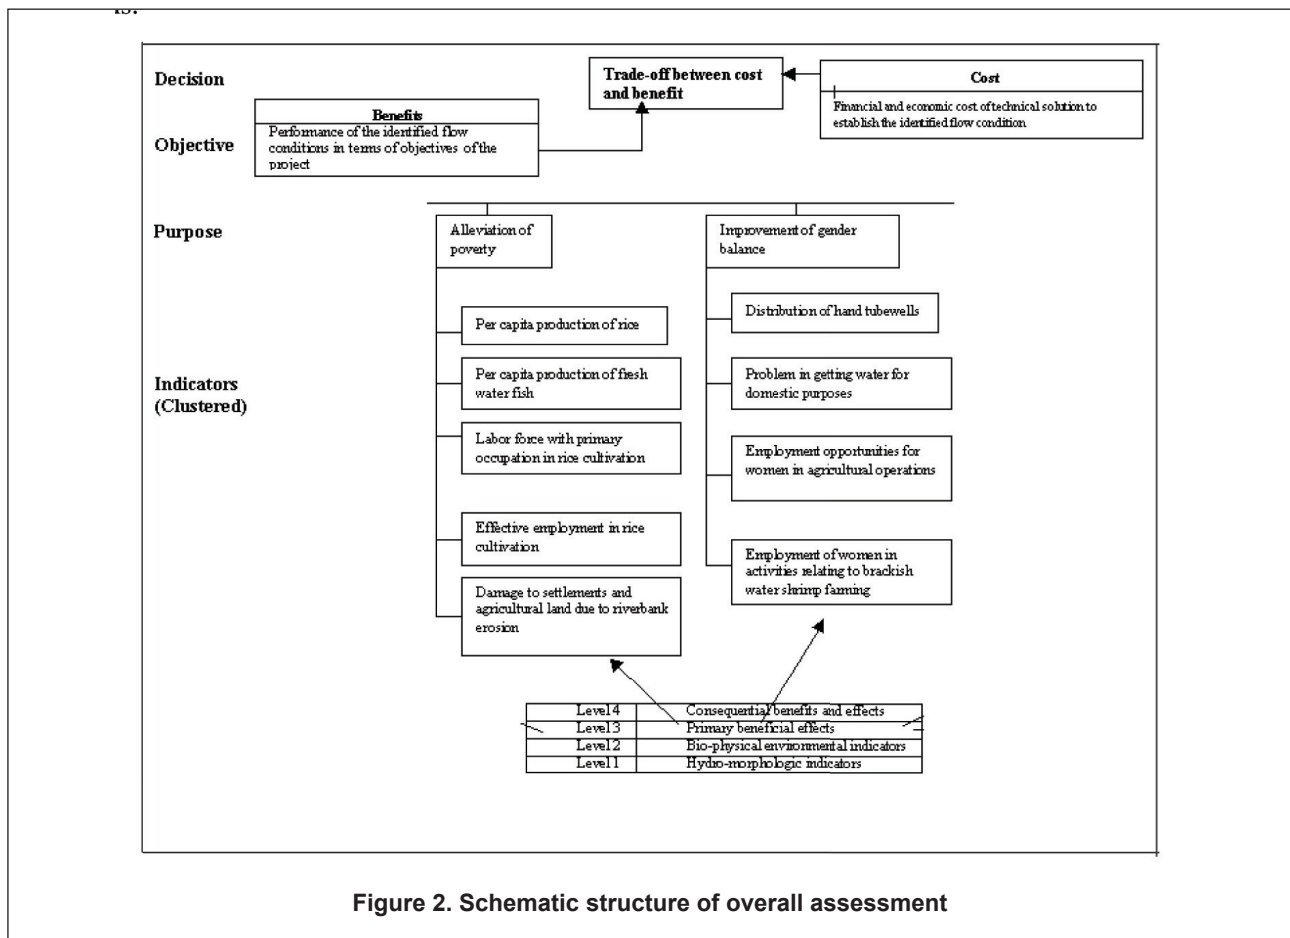 is.
Decision
Trade-off between cost
and benefit
Cost
Financial and economic cost of technical solution to
establish the identified flow condition
Benefits
Objective
Performance of the identified flow
conditions in terms of objectives of the
project
Purpose
Alleviation of
poverty
Improvement of gender
balance
Indicators
(Clustered)
Per capita production of rice
Per capita production of fresh
water fish
Labor force with primary
occupation in rice cultivation
Effective employment in rice
cultivation
Damage to settlements and
agricultural land due to riverbank
erosion
Distribution of hand tubewells
Problem in getting water for
domestic purposes
Employment opportunities for
women in agricultural operations
Employment of women in
activities relating to brackish
water shrimp farming
Level 4 Consequential benefits and effects
Level 3 Primary beneficial effects
Level 2 Bio-physical environmental indicators
Level 1 Hydro-morphologic indicators
Figure 2. Schematic structure of overall assessment